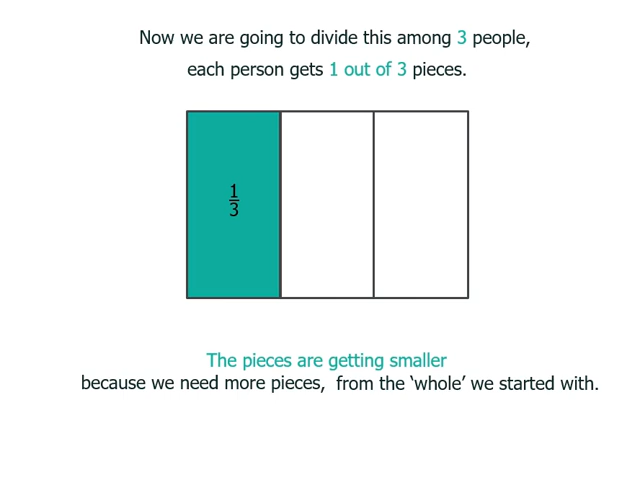 Now we are going to divide this among 3 people,
each person gets 1 out of 3 pieces.
1
3
The pieces are getting smaller
because we need more pieces, from the ‘whole’ we started with.